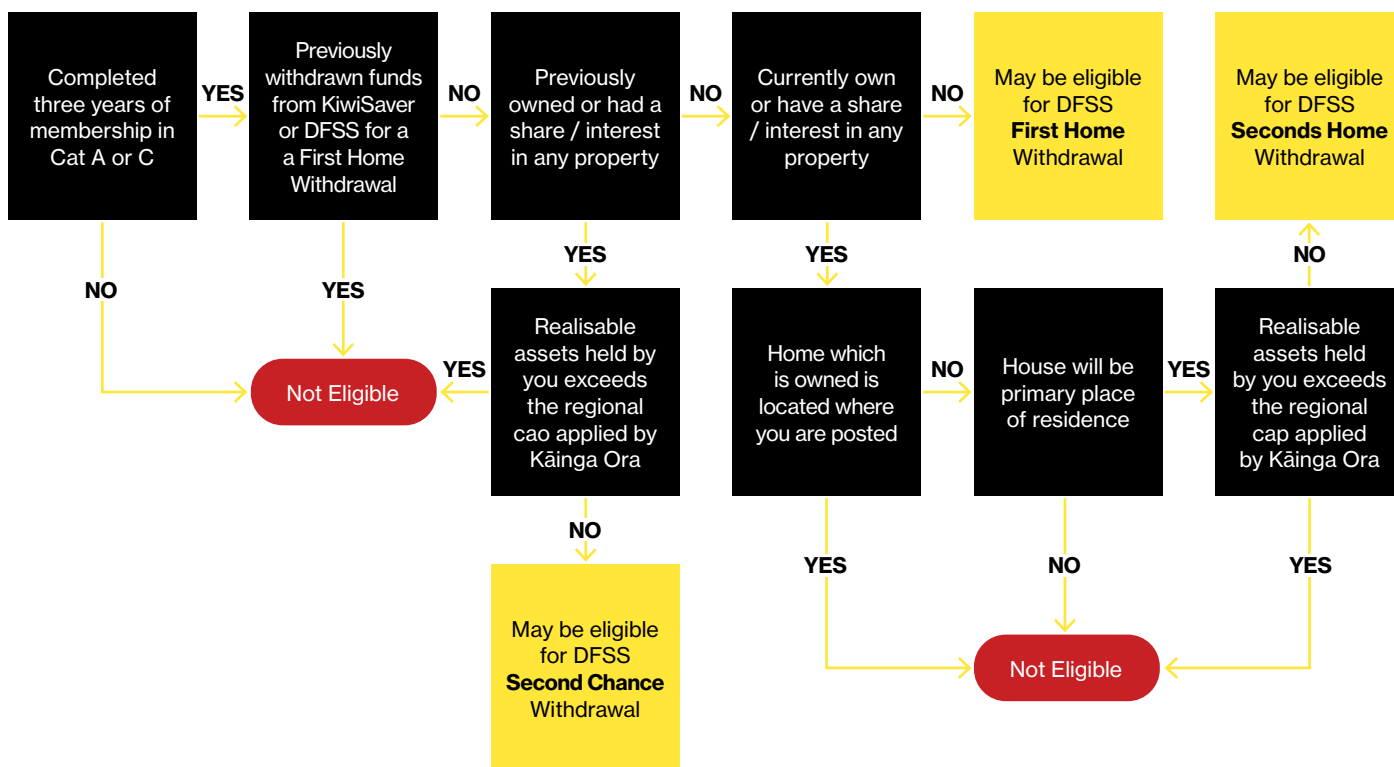 Completed
three years of
membership in
Cat A or C
YES
Previously
withdrawn funds
from KiwiSaver
or DFSS for a
a First Home
Withdrawal
NO
Previously
owned or had a
share / interest
in any property
NO
Currently own
or have a share
/ interest in any
property
NO
May be eligible
for DFSS
First Home
Withdrawal
May be eligible
for DFSS
Seconds Home
Withdrawal
NO
YES
YES
YES
NO
Not Eligible
YES
Realisable
assets held by
you exceeds
the regional
cao applied by
Kāinga Ora
Home which
is owned is
located where
you are posted
NO
House will be
primary place
of residence
YES
Realisable
assets held
by you exceeds
the regional
cap applied
by Kāinga Ora
NO
YES
NO
YES
May be eligible
for DFSS
Second Chance
Withdrawal
Not Eligible